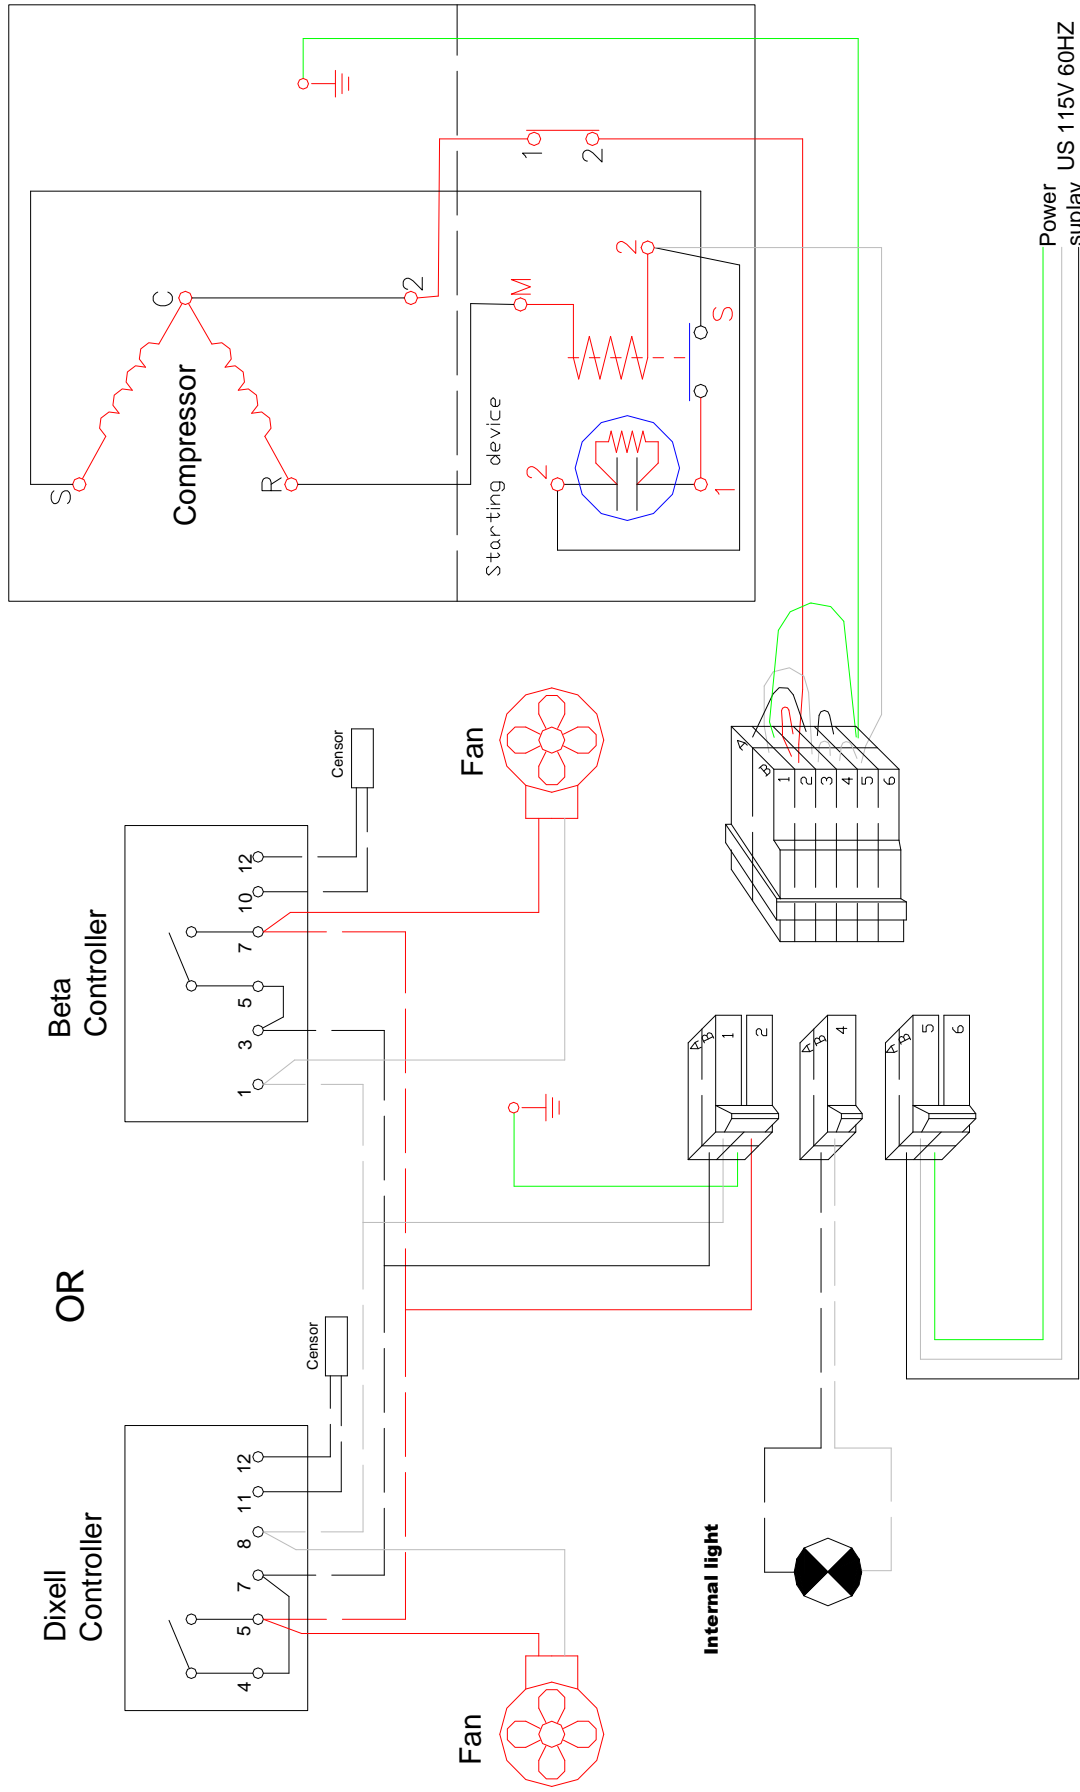 Dixell
Controller
4
5
7
8
11
12
Censor
Fan
OR
Beta
Controller
1
3
5
7
10
12
Censor
Fan
S
C
R
Compressor
2
Starting device
M
2
2
1
S
1
2
Internal light
A
B
1
2
A
B
4
A
B
5
6
A
B
1
2
3
4
5
6
Power
suplay US 115V 60HZ